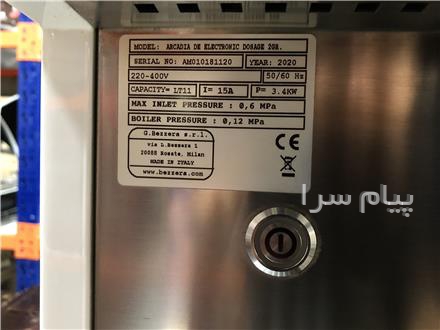 MODEL: ARCADIA DE ELECTRONIC DOSAGE 2GR.
SERIAL NO: AM010181120 YEAR: 2020
220-400V 50/60 Hz
CAPACITY= LT11 I= 15A P= 3.4KW
MAX INLET PRESSURE : 0,6 MPa
BOILER PRESSURE : 0,12 MPa
G.Bezzera s.r.l.
via L.Bezzera 1
20088 Rosate, Milan
MADE IN ITALY
www.bezzera.com
CE
پیام سرا